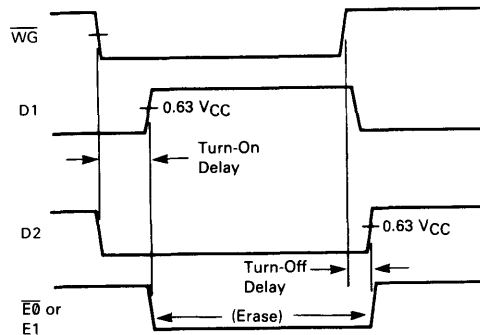 WG
D1
0.63 VCC
Turn-On
Delay
D2
0.63 VCC
Turn-Off
Delay
E0 or
E1
(Erase)